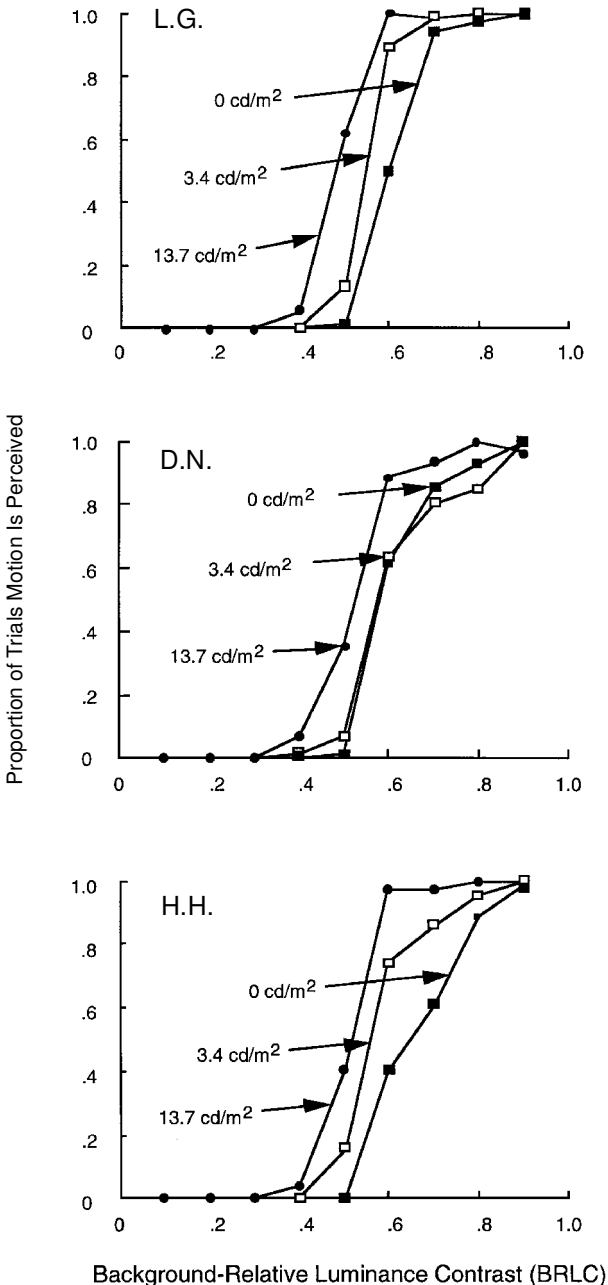 L.G.
1.0
.8
.6
.4
.2
0
0 cd/m2
3.4 cd/m2
13.7 cd/m2
0 .2 .4 .6 .8 1.0
Proportion of Trials Motion Is Perceived
D.N.
1.0
.8
.6
.4
.2
0
0 cd/m2
3.4 cd/m2
13.7 cd/m2
0 .2 .4 .6 .8 1.0
H.H.
1.0
.8
.6
.4
.2
0
0 cd/m2
3.4 cd/m2
13.7 cd/m2
0 .2 .4 .6 .8 1.0
Background-Relative Luminance Contrast (BRLC)